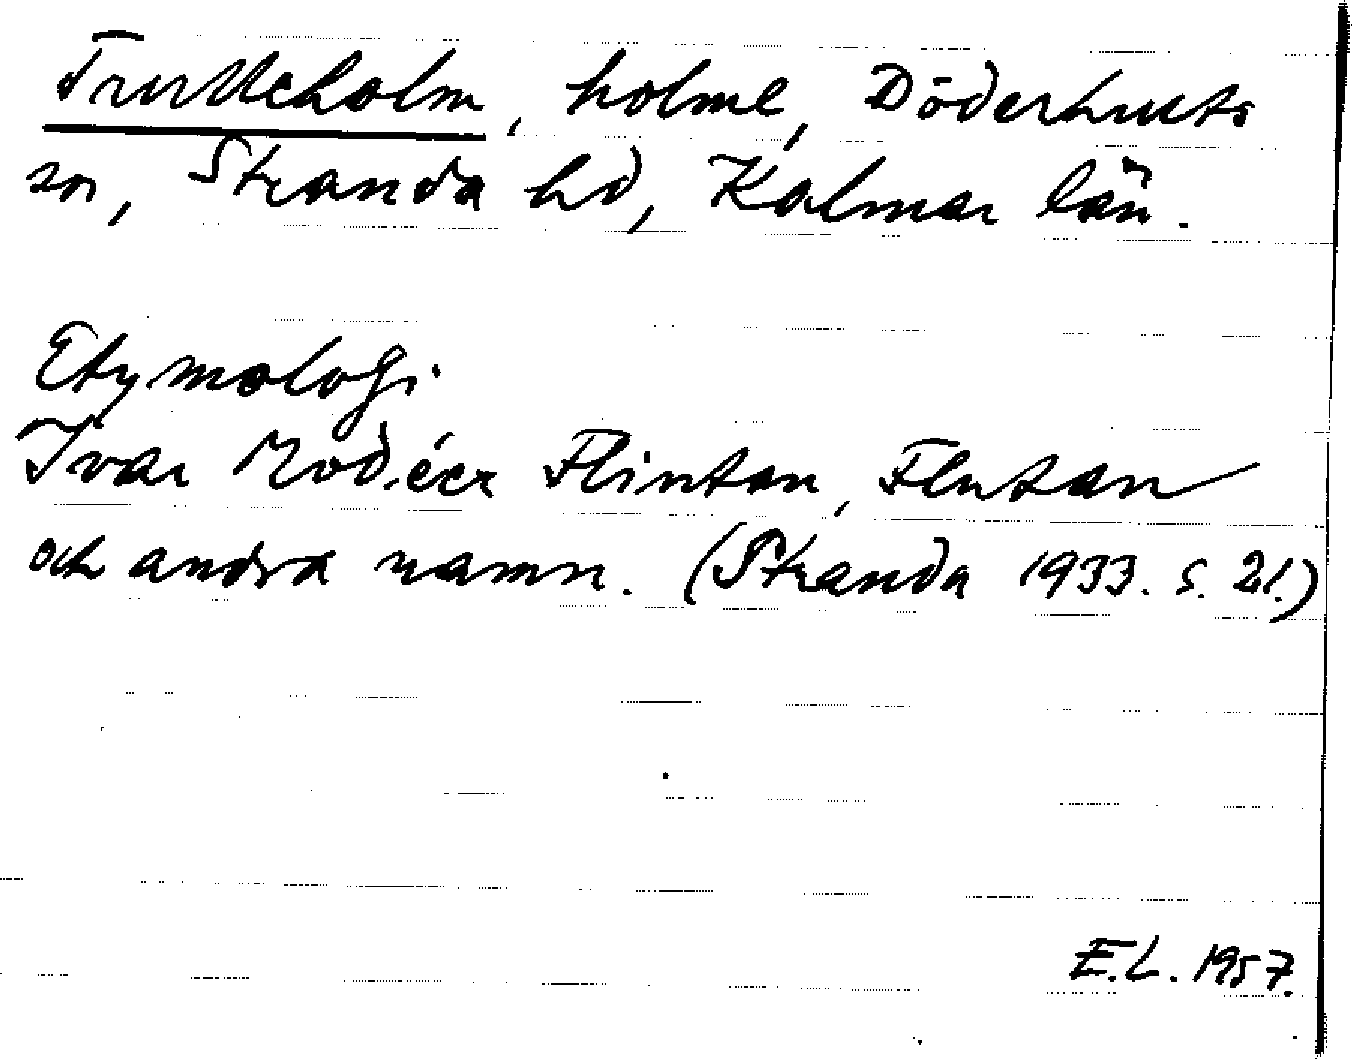 Trutteholm, holme, Döderhults
sn, Stranda hd, Kalmar län.
Etymologi
Ivar Modéer Flintan, Flutan
och andra namn. (Stranda 1933. s. 21.)
E.L. 1957.